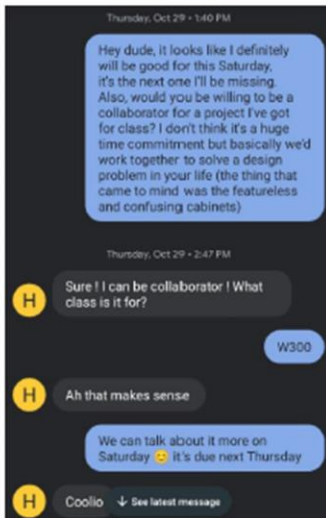 Thursday, Oct 29 • 1:40 PM
Hey dude, it looks like I definitely
will be good for this Saturday,
it's the next one I'll be missing.
Also, would you be willing to be a
collaborator for a project I've got
for class? I don't think it's a huge
time commitment but basically we'd
work together to solve a design
problem in your life (the thing that
came to mind was the featureless
and confusing cabinets)
Thursday, Oct 29 • 2:47 PM
H
Sure ! I can be collaborator ! What
class is it for?
W300
H
Ah that makes sense
We can talk about it more on
Saturday 😊 it's due next Thursday
H
Coolio
↓ See latest message